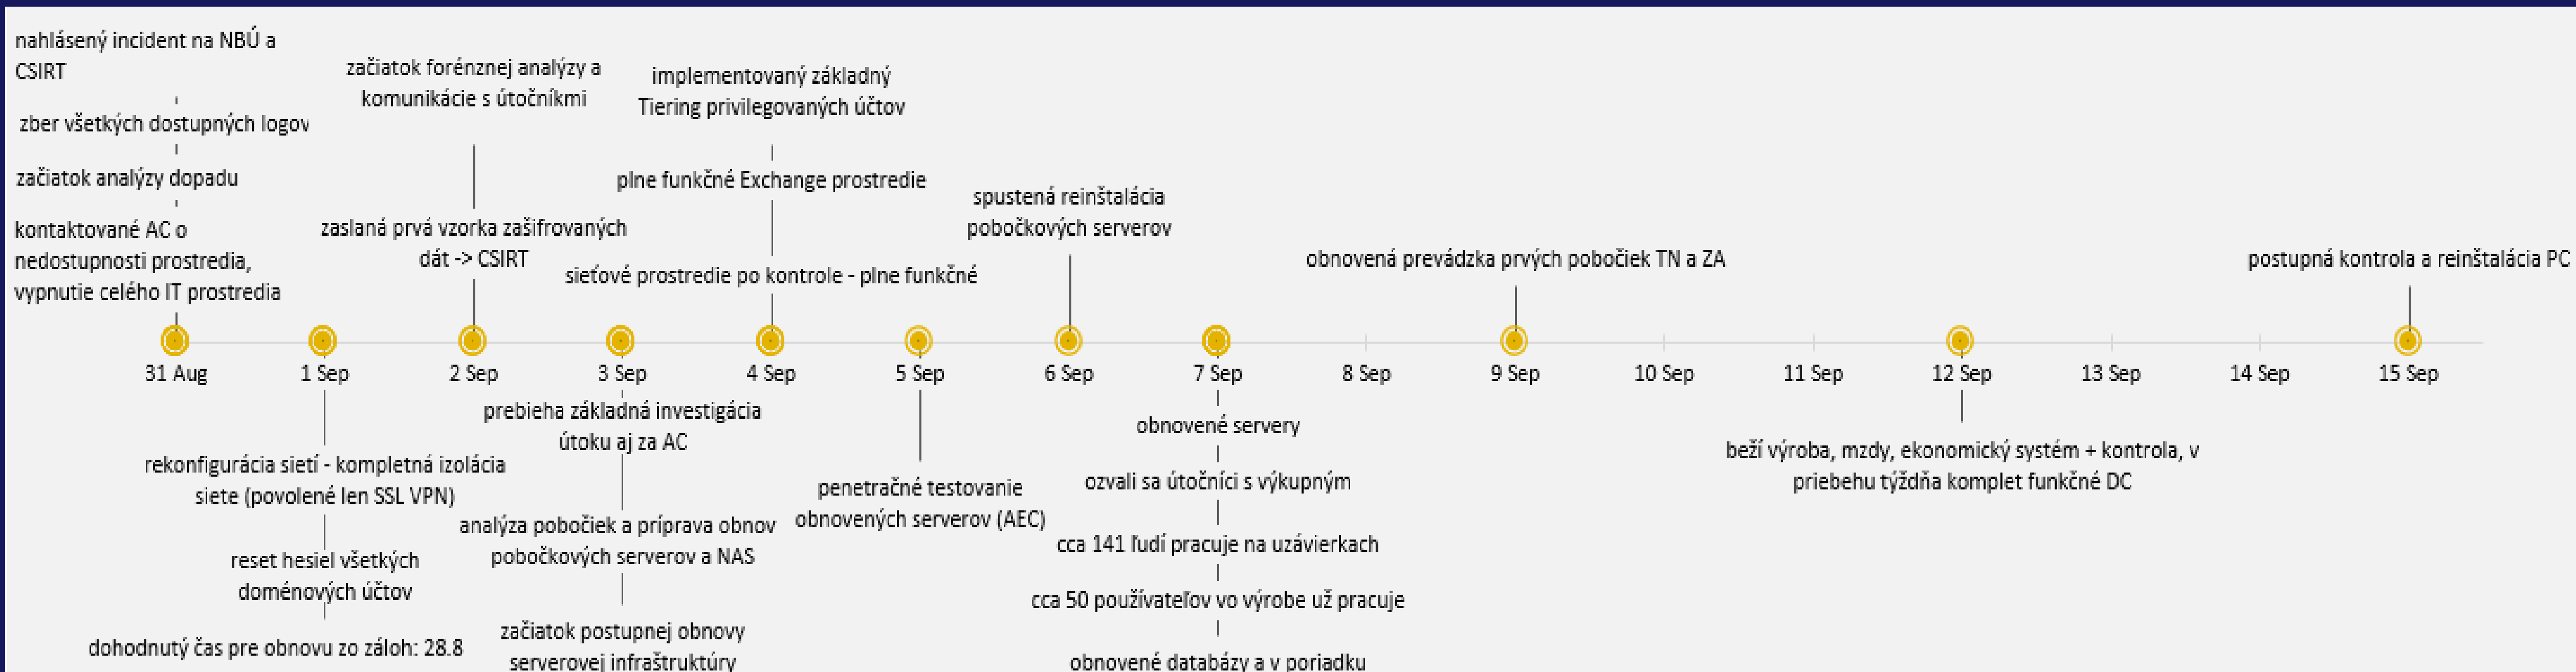 nahlásený incident na NBÚ a
CSIRT
zber všetkých dostupných logov
začiatok analýzy dopadu
kontaktované AC o
nedostupnosti prostredia,
vypnutie celého IT prostredia
začiatok forénznej analýzy a
komunikácie s útočníkmi
zaslaná prvá vzorka zašifrovaných
dát -> CSIRT
implementovaný základný
Tiering privilegovaných účtov
plne funkčné Exchange prostredie
sieťové prostredie po kontrole - plne funkčné
spustená reinštalácia
pobočkových serverov
obnovená prevádzka prvých pobočiek TN a ZA
postupná kontrola a reinštalácia PC
31 Aug
1 Sep
2 Sep
3 Sep
4 Sep
5 Sep
6 Sep
7 Sep
8 Sep
9 Sep
10 Sep
11 Sep
12 Sep
13 Sep
14 Sep
15 Sep
rekonfigurácia sietí - kompletná izolácia
siete (povolené len SSL VPN)
reset hesiel všetkých
doménových účtov
dohodnutý čas pre obnovu zo záloh: 28.8
prebieha základná investigácia
útoku aj za AC
analýza pobočiek a príprava obnov
pobočkových serverov a NAS
začiatok postupnej obnovy
serverovej infraštruktúry
penetračné testovanie
obnovených serverov (AEC)
obnovené servery
ozvali sa útočníci s výkupným
cca 141 ľudí pracuje na uzávierkach
cca 50 používateľov vo výrobe už pracuje
obnovené databázy a v poriadku
beží výroba, mzdy, ekonomický systém + kontrola, v
priebehu týždňa komplet funkčné DC